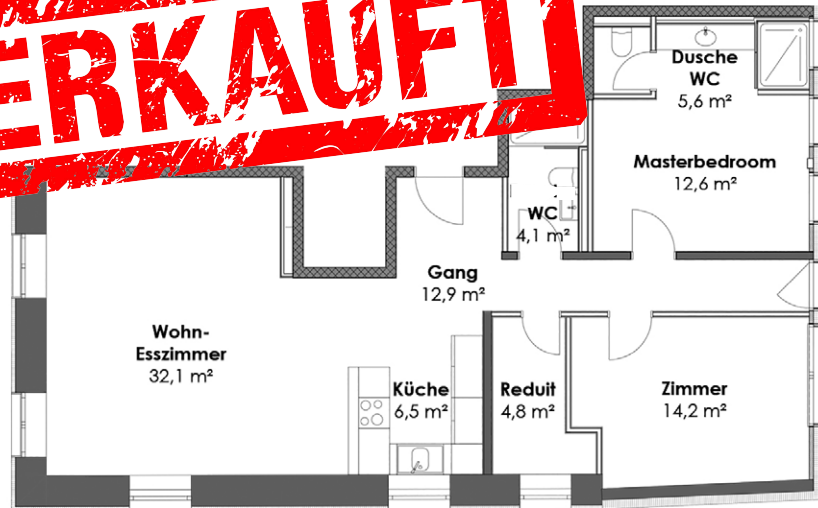 ERKAUFT
Dusche
WC
5,6 m²
Masterbedroom
12,6 m²
WC
4,1 m²
Gang
12,9 m²
Wohn-
Esszimmer
32,1 m²
Küche
6,5 m²
Reduit
4,8 m²
Zimmer
14,2 m²